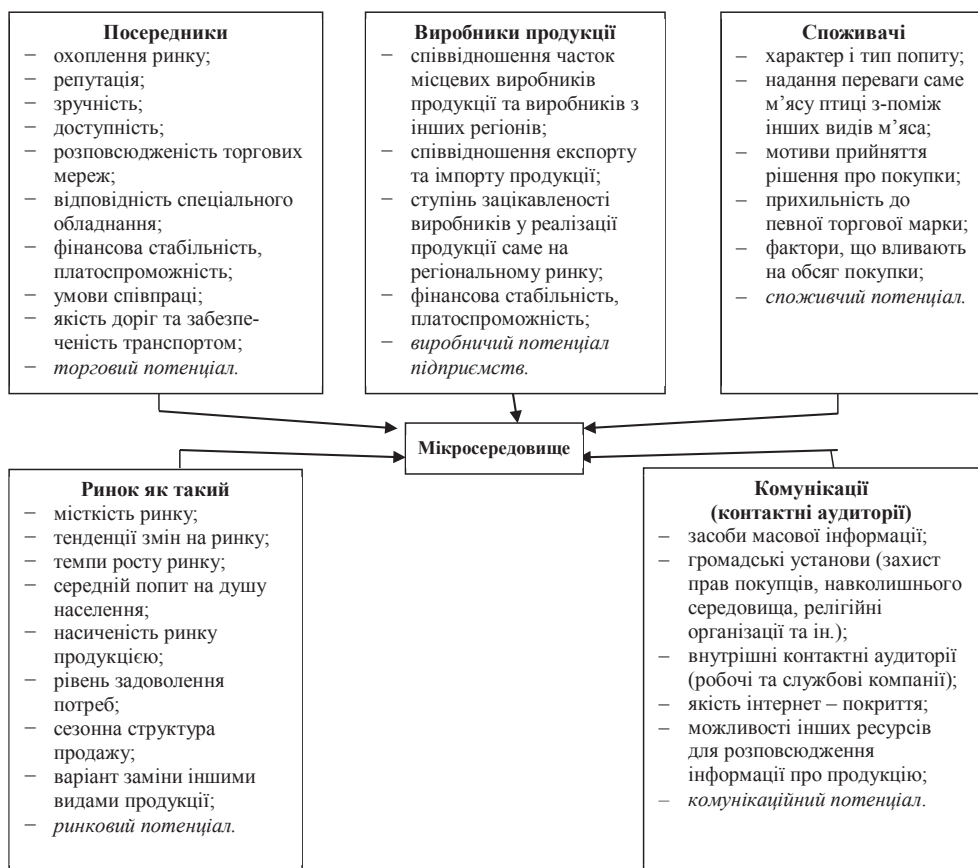 Посередники
– охоплення ринку;
– репутація;
– зручність;
– доступність;
– розповсюдженість торгових
мереж;
– відповідність спеціального
обладнання;
– фінансова стабільність,
платоспроможність;
– умови співпраці;
– якість доріг та забезпе-
ченість транспортом;
– торговий потенціал.
Виробники продукції
– співвідношення часток
місцевих виробників
продукції та виробників з
інших регіонів;
– співвідношення експорту
та імпорту продукції;
– ступінь зацікавленості
виробників у реалізації
продукції саме на
регіональному ринку;
– фінансова стабільність,
платоспроможність;
– виробничий потенціал
підприємств.
Споживачі
– характер і тип попиту;
– надання переваги саме
м’ясу птиці з-поміж
інших видів м’яса;
– мотиви прийняття
рішення про покупки;
– прихильність до
певної торгової марки;
– фактори, що вливають
на обсяг покупки;
– споживчий потенціал.
Мікросередовище
Ринок як такий
– місткість ринку;
– тенденції змін на ринку;
– темпи росту ринку;
– середній попит на душу
населення;
– насиченість ринку
продукцією;
– рівень задоволення
потреб;
– сезонна структура
продажу;
– варіант заміни іншими
видами продукції;
– ринковий потенціал.
Комунікації
(контактні аудиторії)
– засоби масової інформації;
– громадські установи (захист
прав покупців, навколишнього
середовища, релігійні
організації та ін.);
– внутрішні контактні аудиторії
(робочі та службові компанії);
– якість інтернет – покриття;
– можливості інших ресурсів
для розповсюдження
інформації про продукцію;
– комунікаційний потенціал.